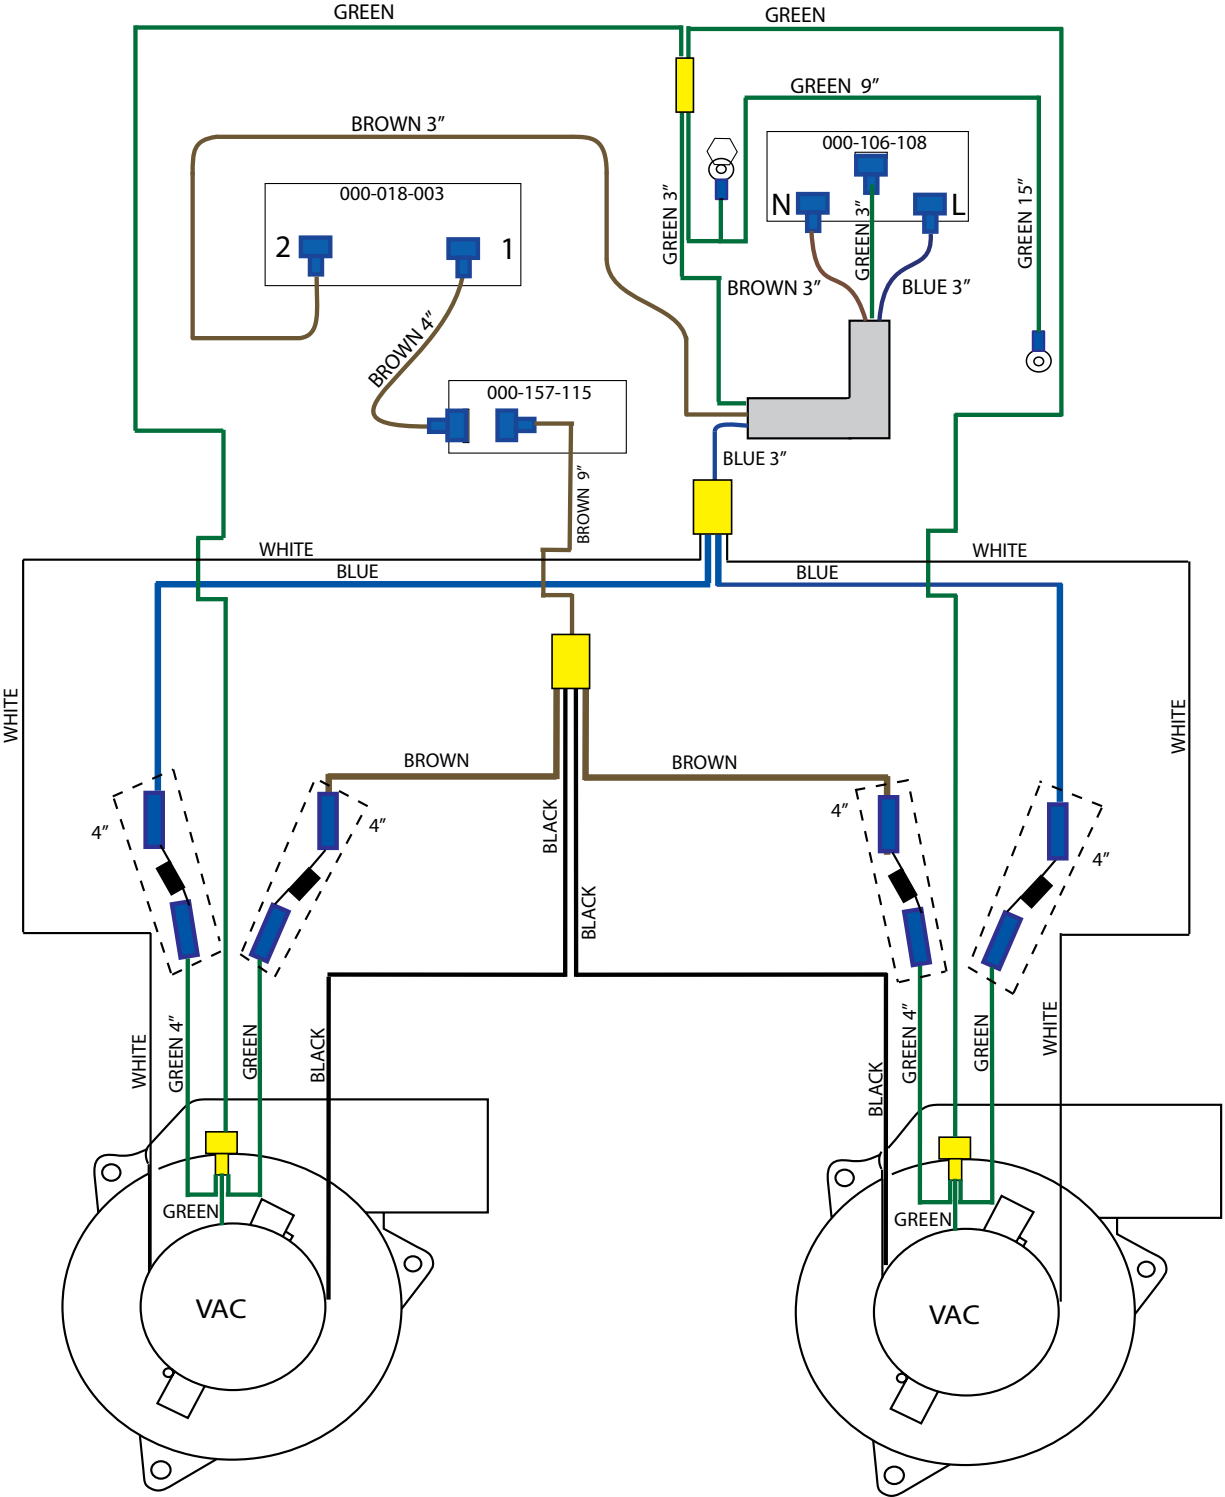 GREEN
GREEN
GREEN 9”
BROWN 3”
000-106-108
000-018-003
N
L
GREEN 3”
GREEN 3”
GREEN 15”
2
1
BROWN 3”
BLUE 3”
BROWN 4”
000-157-115
BLUE 3”
BROWN 9”
WHITE
WHITE
BLUE
BLUE
WHITE
WHITE
BROWN
BROWN
4”
4”
4”
4”
BLACK
BLACK
WHITE
GREEN 4”
GREEN
BLACK
BLACK
GREEN 4”
GREEN
WHITE
GREEN
GREEN
VAC
VAC